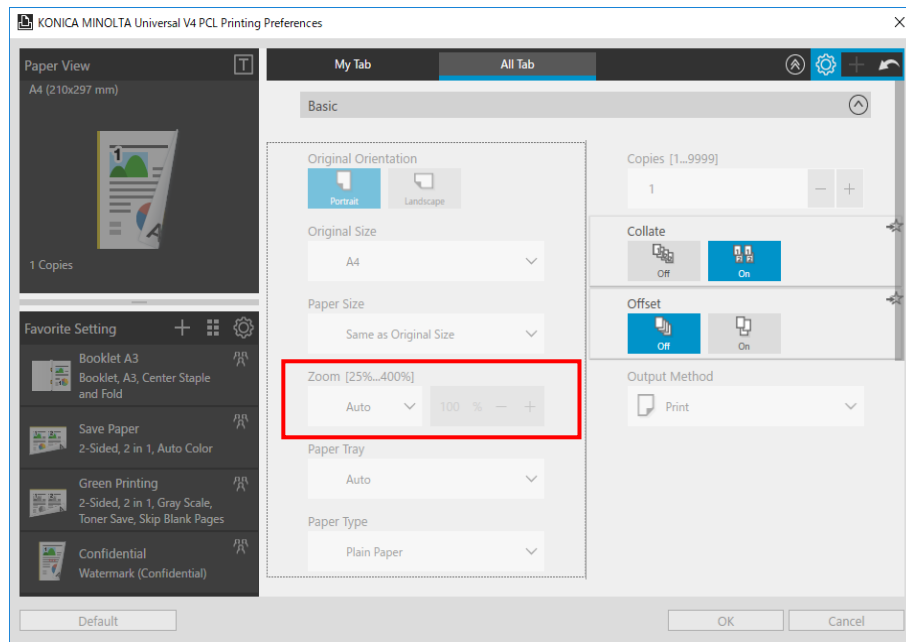 KONICA MINOLTA Universal V4 PCL Printing Preferences
Paper View
T
A4 (210x297 mm)
1
A
1 Copies
Favorite Setting
Booklet A3
Booklet, A3, Center Staple
and Fold
Save Paper
2-Sided, 2 in 1, Auto Color
Green Printing
2-Sided, 2 in 1, Gray Scale,
Toner Save, Skip Blank Pages
Confidential
Watermark (Confidential)
My Tab
All Tab
Basic
Original Orientation
Portrait
Landscape
Original Size
A4
Paper Size
Same as Original Size
Zoom [25%...400%]
Auto
100 % − +
Paper Tray
Auto
Paper Type
Plain Paper
Copies [1...9999]
1 − +
Collate
Off
On
Offset
Off
On
Output Method
Print
Default
OK
Cancel